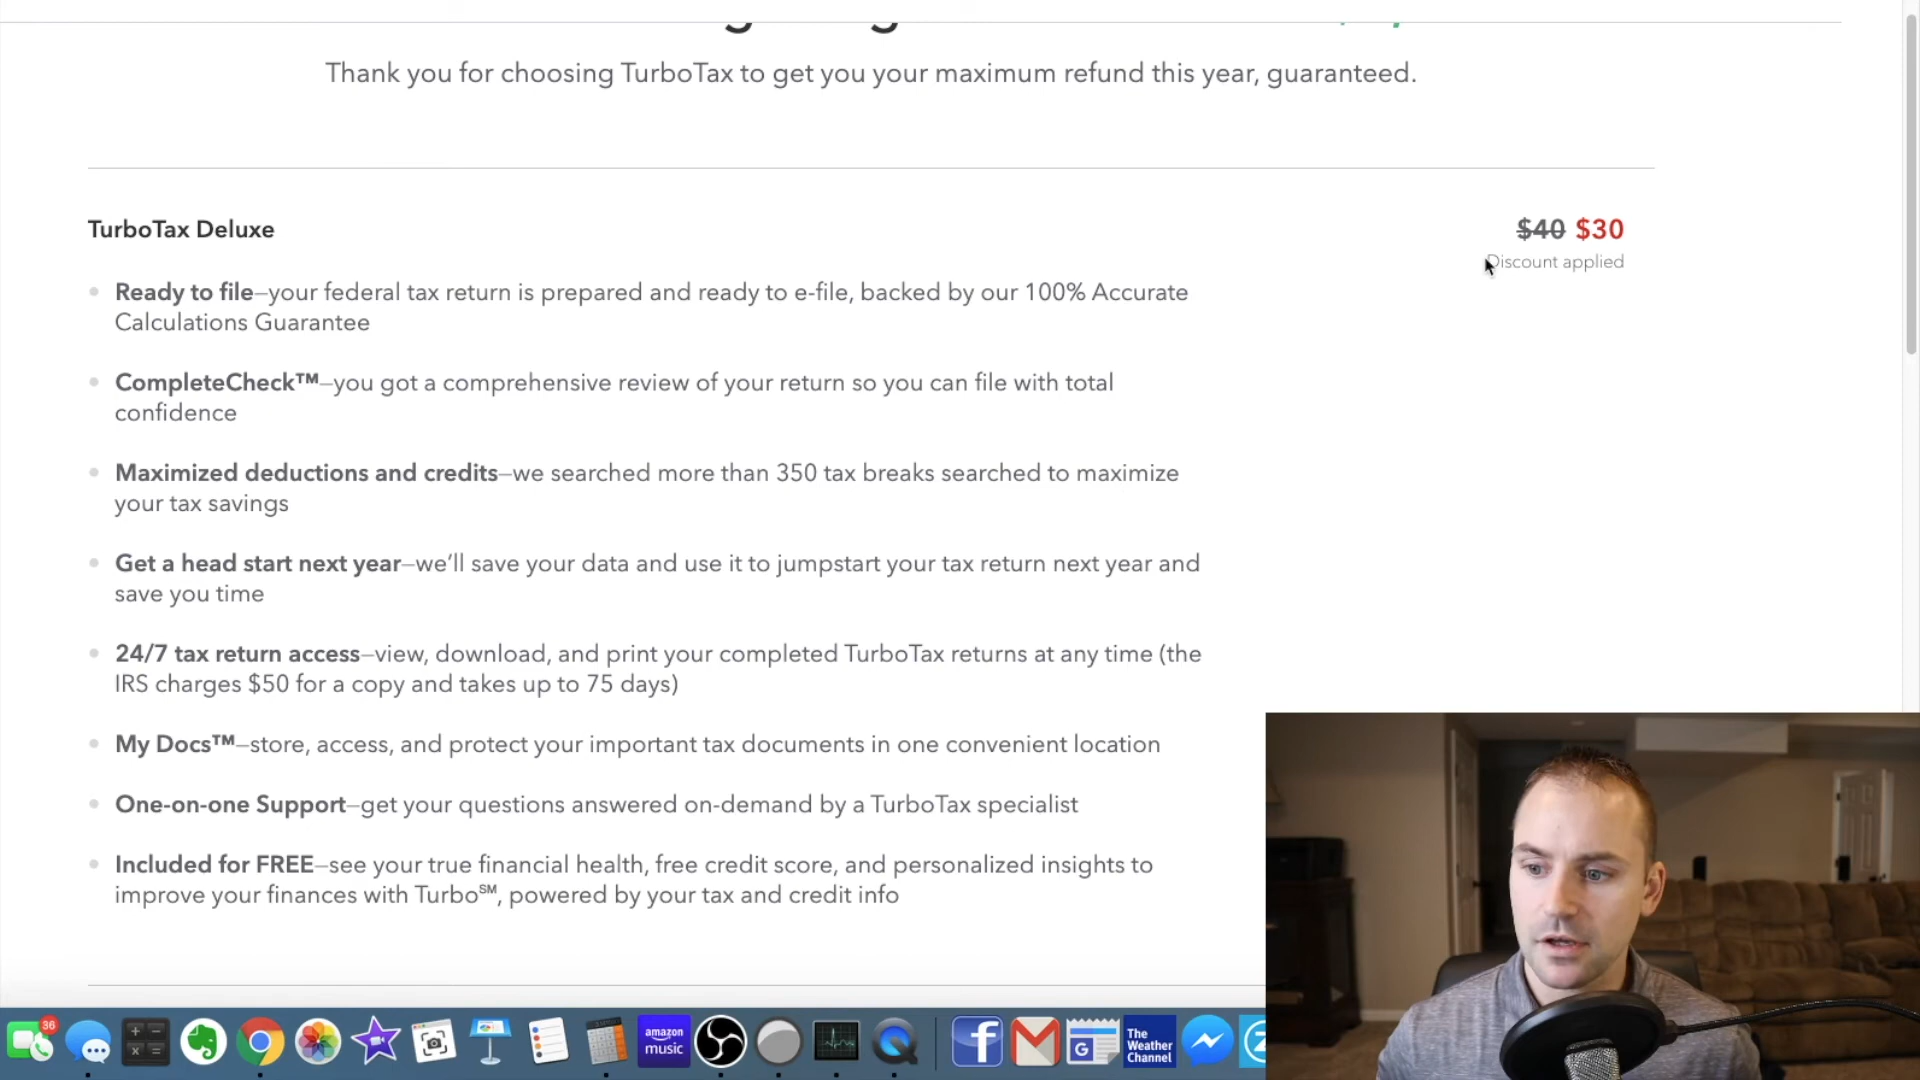 Thank you for choosing TurboTax to get you your maximum refund this year, guaranteed.
TurboTax Deluxe
$40 $30
Discount applied
Ready to file—your federal tax return is prepared and ready to e-file, backed by our 100% Accurate
Calculations Guarantee
CompleteCheck™—you got a comprehensive review of your return so you can file with total
confidence
Maximized deductions and credits—we searched more than 350 tax breaks searched to maximize
your tax savings
Get a head start next year—we'll save your data and use it to jumpstart your tax return next year and
save you time
24/7 tax return access—view, download, and print your completed TurboTax returns at any time (the
IRS charges $50 for a copy and takes up to 75 days)
My Docs™—store, access, and protect your important tax documents in one convenient location
One-on-one Support—get your questions answered on-demand by a TurboTax specialist
Included for FREE—see your true financial health, free credit score, and personalized insights to
improve your finances with Turbo℠, powered by your tax and credit info
36
amazon
music
The
Weather
Channel